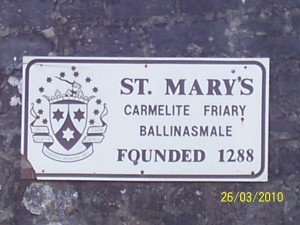 ST. MARY'S
CARMELITE FRIARY
BALLINASMALE
FOUNDED 1288
26/03/2010